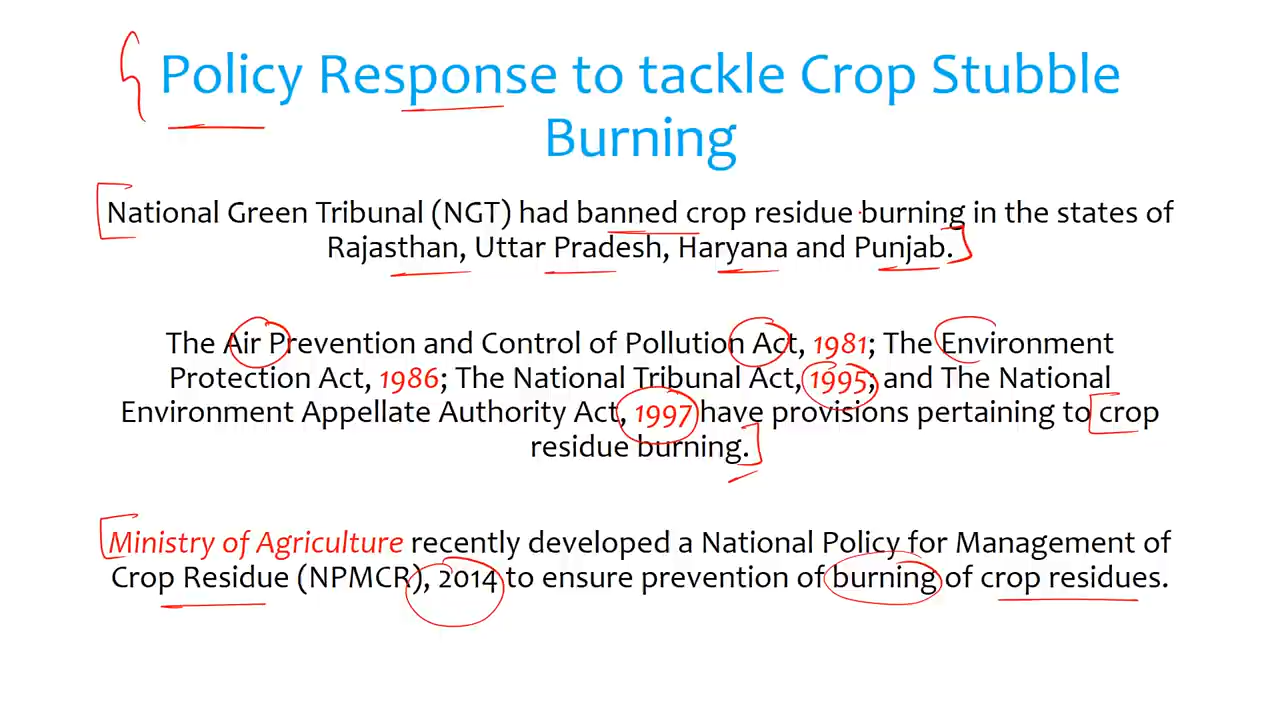 Policy Response to tackle Crop Stubble
Burning
National Green Tribunal (NGT) had banned crop residue burning in the states of
Rajasthan, Uttar Pradesh, Haryana and Punjab.
The Air Prevention and Control of Pollution Act, 1981; The Environment
Protection Act, 1986; The National Tribunal Act, 1995; and The National
Environment Appellate Authority Act, 1997 have provisions pertaining to crop
residue burning.
Ministry of Agriculture recently developed a National Policy for Management of
Crop Residue (NPMCR), 2014 to ensure prevention of burning of crop residues.